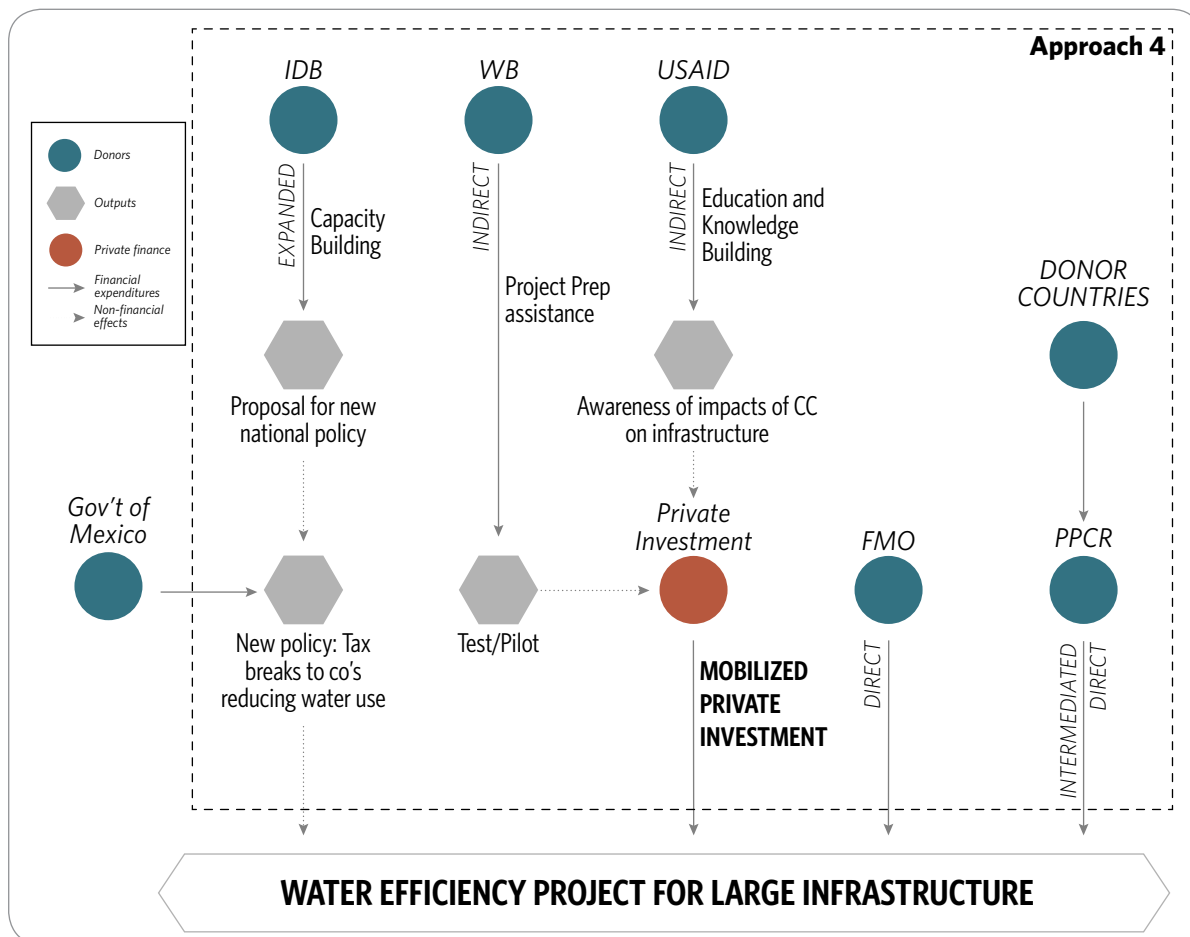 Approach 4
IDB
WB
USAID
Donors
Outputs
Private finance
Financial
expenditures
Non-financial
effects
EXPANDED
Capacity
Building
INDIRECT
Project Prep
assistance
INDIRECT
Education and
Knowledge
Building
DONOR
COUNTRIES
Proposal for new
national policy
Awareness of impacts of CC
on infrastructure
Gov't of
Mexico
Private
Investment
FMO
PPCR
New policy: Tax
breaks to co's
reducing water use
Test/Pilot
MOBILIZED
PRIVATE
INVESTMENT
DIRECT
INTERMEDIATED
DIRECT
WATER EFFICIENCY PROJECT FOR LARGE INFRASTRUCTURE